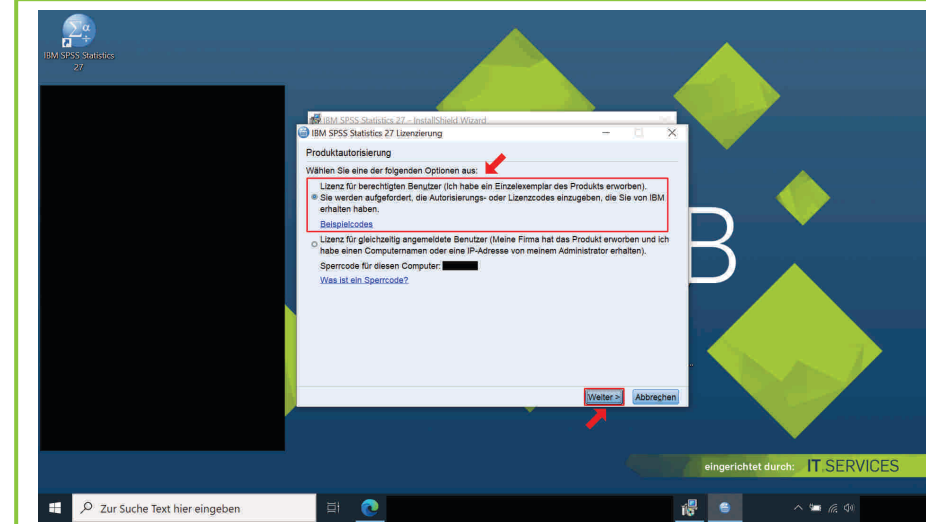 IBM SPSS Statistics
27
IBM SPSS Statistics 27 - InstallShield Wizard
IBM SPSS Statistics 27 Lizenzierung
Produktautorisierung
Wählen Sie eine der folgenden Optionen aus:
Lizenz für berechtigten Benutzer (Ich habe ein Einzelexemplar des Produkts erworben).
Sie werden aufgefordert, die Autorisierungs- oder Lizenzcodes einzugeben, die Sie von IBM
erhalten haben.
Beispielcodes
Lizenz für gleichzeitig angemeldete Benutzer (Meine Firma hat das Produkt erworben und ich
habe einen Computernamen oder eine IP-Adresse von meinem Administrator erhalten).
Sperrcode für diesen Computer:
Was ist ein Sperrcode?
B
Weiter >
Abbrechen
eingerichtet durch: IT.SERVICES
Zur Suche Text hier eingeben